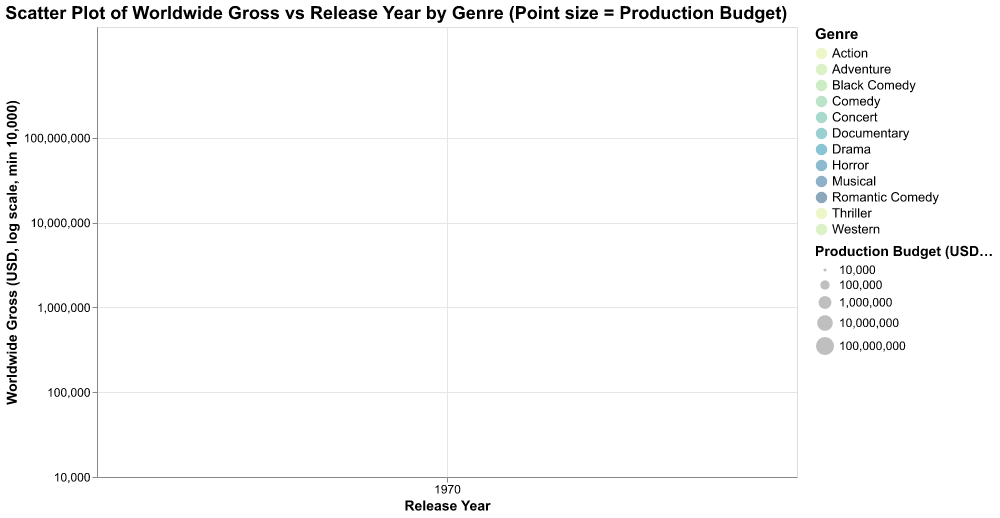 Scatter Plot of Worldwide Gross vs Release Year by Genre (Point size = Production Budget)
Worldwide Gross (USD, log scale, min 10,000)
100,000,000
10,000,000
1,000,000
100,000
10,000
1970
Release Year
Genre
Action
Adventure
Black Comedy
Comedy
Concert
Documentary
Drama
Horror
Musical
Romantic Comedy
Thriller
Western
Production Budget (USD…
10,000
100,000
1,000,000
10,000,000
100,000,000